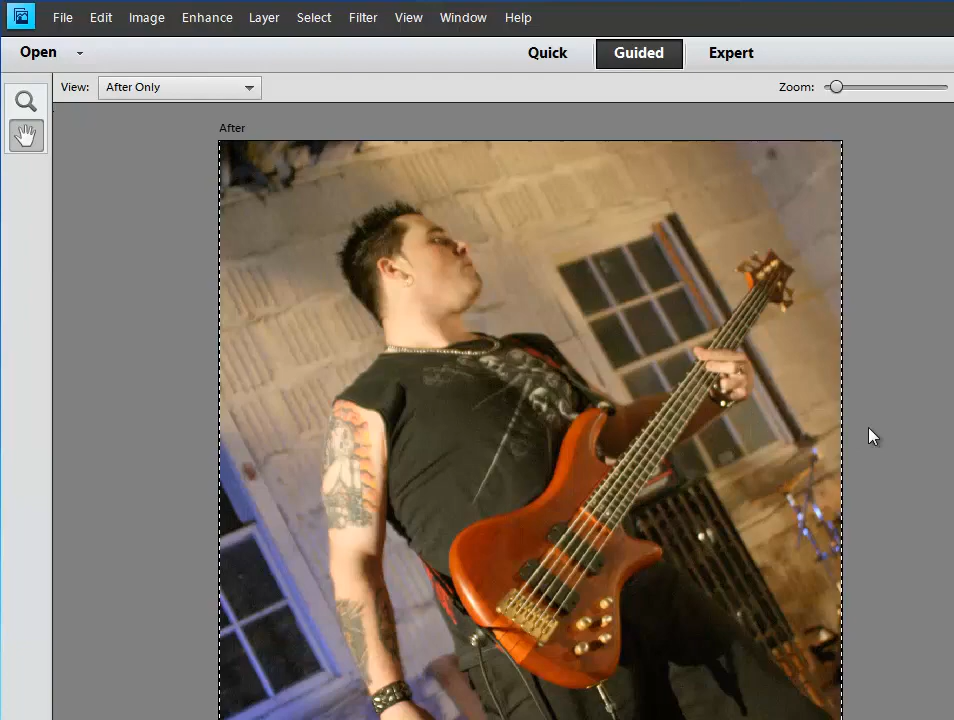 File Edit Image Enhance Layer Select Filter View Window Help
Open Quick Guided Expert
View: After Only Zoom:
After